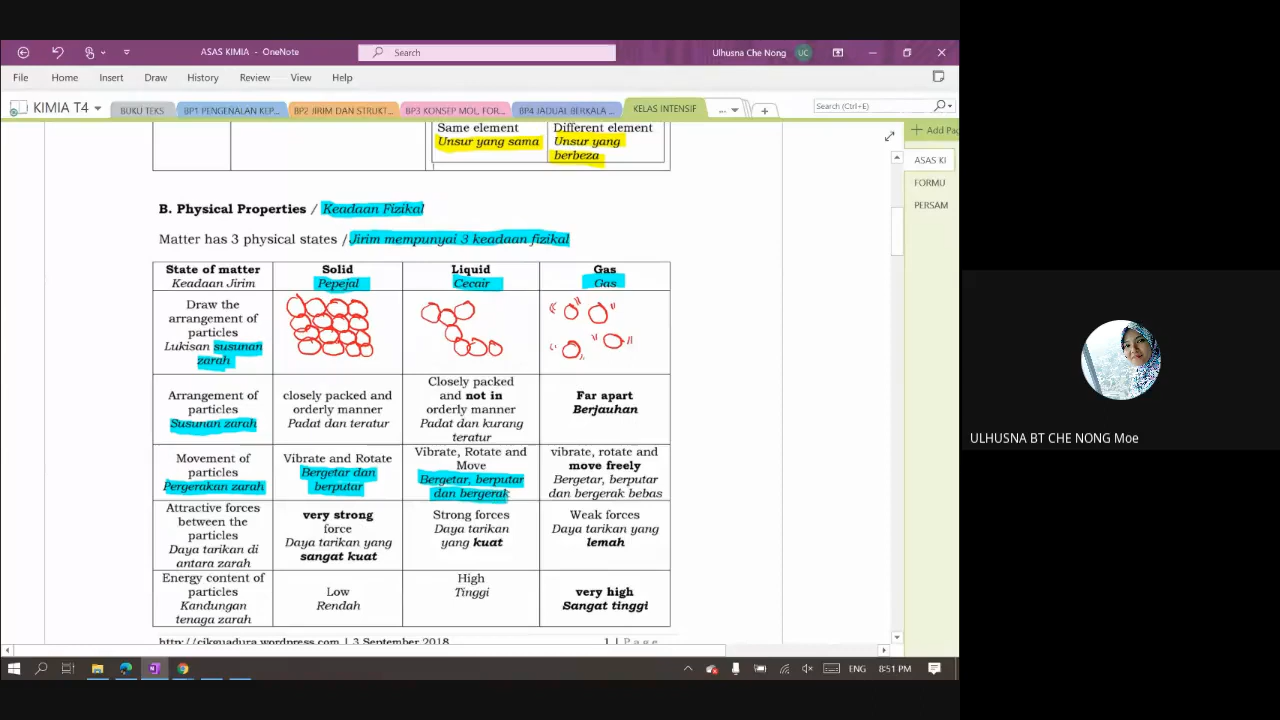 ASAS KIMIA - OneNote
Search
Ulhusna Che Nong
UC
File Home Insert Draw History Review View Help
KIMIA T4
BUKU TEKS
BP1 PENGENALAN KEP...
BP2 JIRIM DAN STRUKT...
BP3 KONSEP MOL, FOR...
BP4 JADUAL BERKALA ...
KELAS INTENSIF
...
Search (Ctrl+E)
Add Pag
ASAS KI
FORMU
PERSAM
Same element
Unsur yang sama
Different element
Unsur yang
berbeza
B. Physical Properties / Keadaan Fizikal
Matter has 3 physical states / Jirim mempunyai 3 keadaan fizikal
State of matter
Keadaan Jirim
Solid
Pepejal
Liquid
Cecair
Gas
Gas
Draw the
arrangement of
particles
Lukisan susunan
zarah
Arrangement of
particles
Susunan zarah
closely packed and
orderly manner
Padat dan teratur
Closely packed
and not in
orderly manner
Padat dan kurang
teratur
Far apart
Berjauhan
Movement of
particles
Pergerakan zarah
Vibrate and Rotate
Bergetar dan
berputar
Vibrate, Rotate and
Move
Bergetar, berputar
dan bergerak
vibrate, rotate and
move freely
Bergetar, berputar
dan bergerak bebas
Attractive forces
between the
particles
Daya tarikan di
antara zarah
very strong
force
Daya tarikan yang
sangat kuat
Strong forces
Daya tarikan
yang kuat
Weak forces
Daya tarikan yang
lemah
Energy content of
particles
Kandungan
tenaga zarah
Low
Rendah
High
Tinggi
very high
Sangat tinggi
http://cikguadura.wordpress.com | 3 September 2018
1 | Page
ULHUSNA BT CHE NONG Moe
ENG
8:51 PM